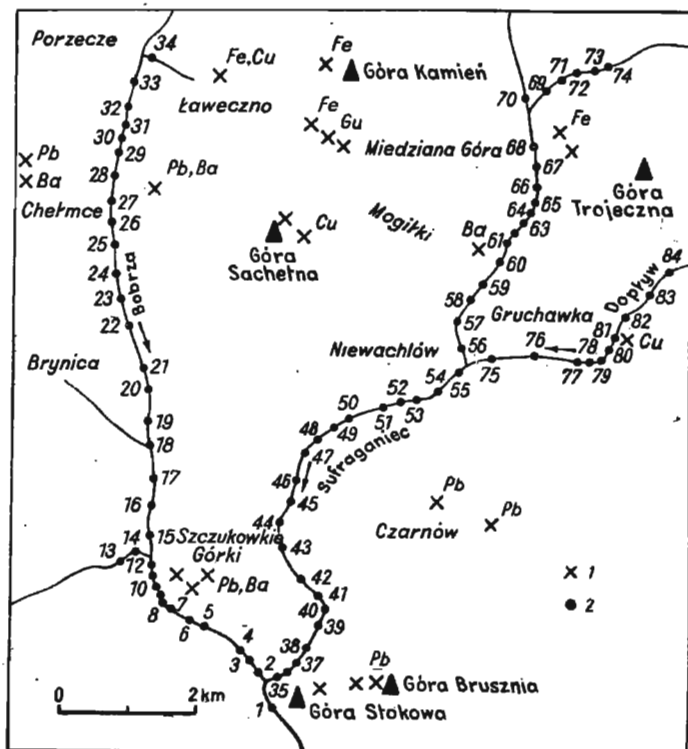 Porzecze
34
Fe,Cu
Fe
Góra Kamień
33
Ławeczno
32
31
30
29
Fe
Gu
Miedziana Góra
71
73
69
72
74
70
Fe
68
67
Pb
Ba
Chełmce
28
Pb, Ba
27
26
25
24
23
22
Bobrza
Cu
Góra
Sachetna
Mogiłki
66
65
64
63
Góra
Trojeczna
Ba
61
60
59
58
57
56
Gruchawka
Dopływ
84
83
82
81
80
Cu
Niewachlów
76
78
75
77
79
Brynica
21
20
19
18
17
16
54
55
52
53
50
51
49
48
47
Sufraganiec
46
45
44
43
Pb
Pb
Czarnów
15
Szczukowkie
Górki
14
13
12
10
8
7
6
5
Pb,Ba
42
41
40
39
38
37
× 1
● 2
4
3
2
35
1
Pb
Góra Brusznia
Góra Stokowa
0
2 km